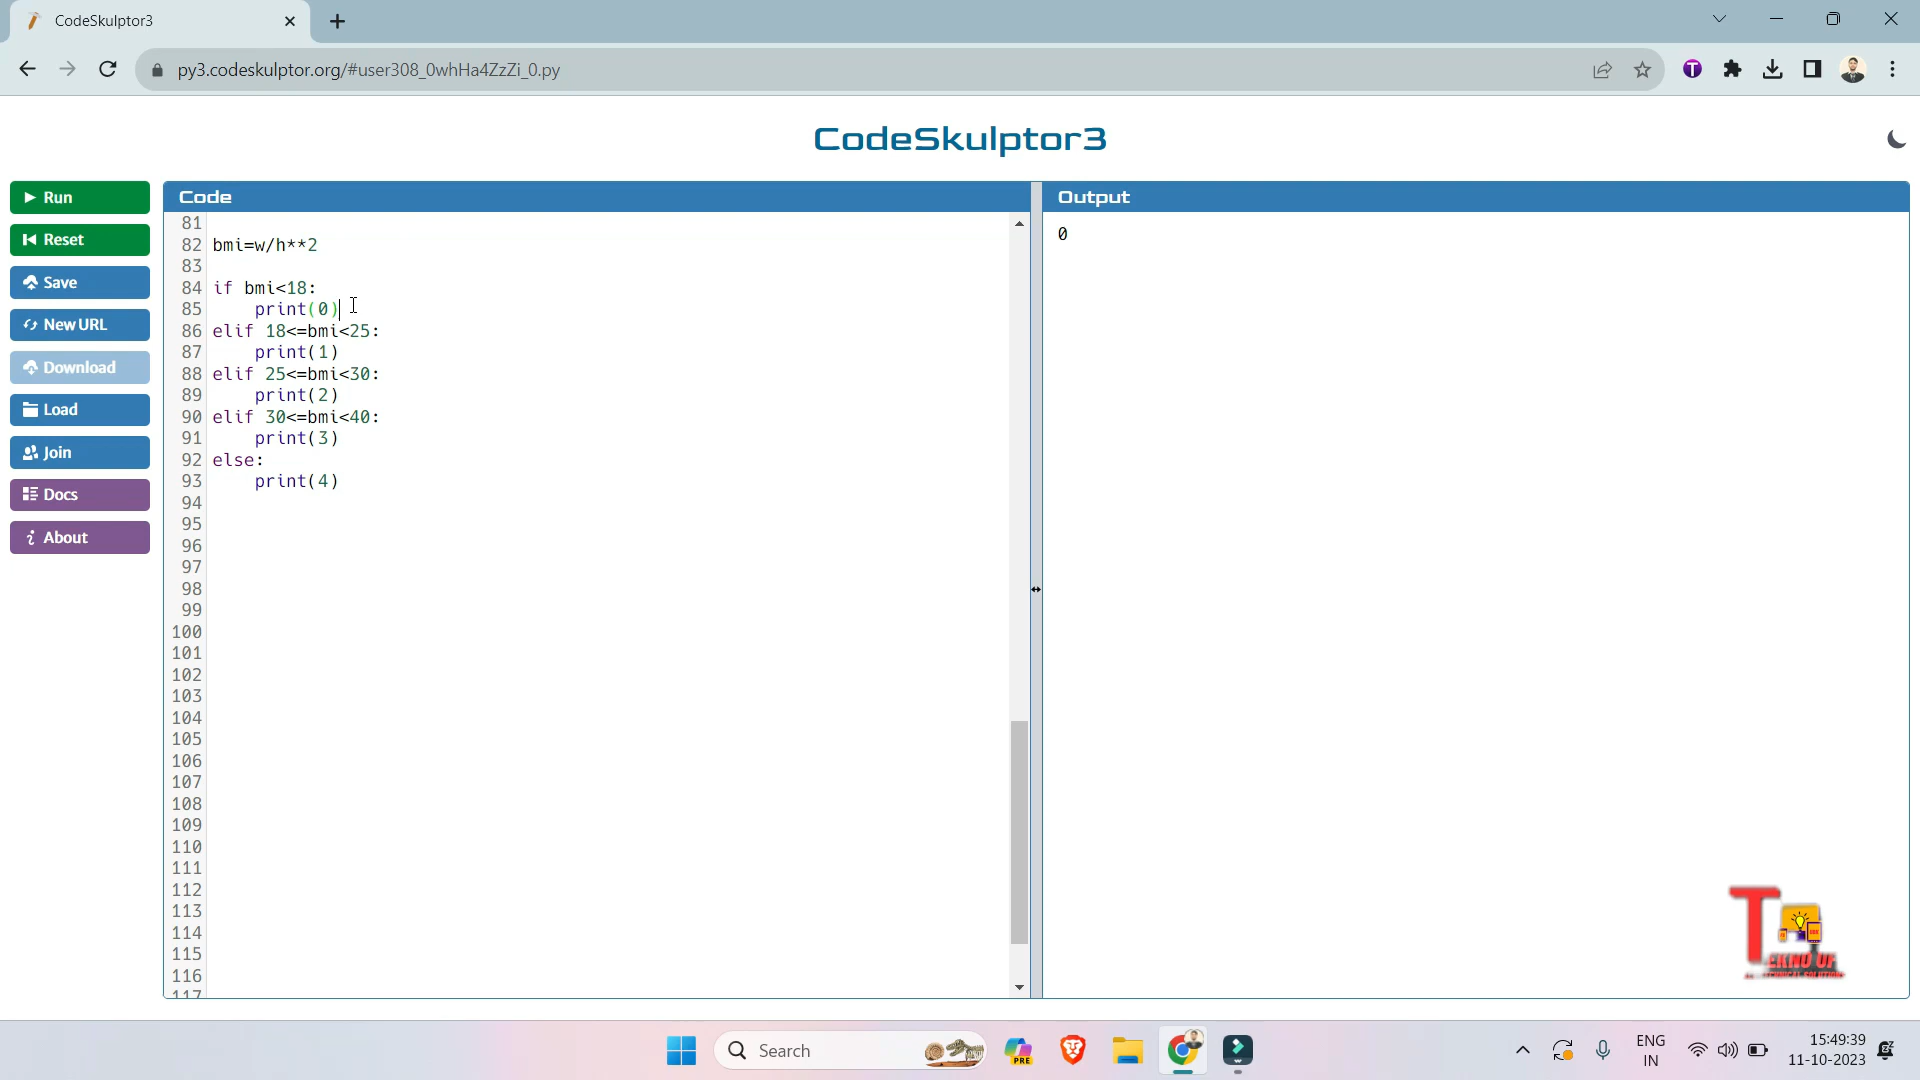 CodeSkulptor3
py3.codeskulptor.org/#user308_0whHa4ZzZi_0.py
CodeSkulptor3
Run
Reset
Save
New URL
Download
Load
Join
Docs
About
Code
81
82 bmi=w/h**2
83
84 if bmi<18:
85     print(0)
86 elif 18<=bmi<25:
87     print(1)
88 elif 25<=bmi<30:
89     print(2)
90 elif 30<=bmi<40:
91     print(3)
92 else:
93     print(4)
94
95
96
97
98
99
100
101
102
103
104
105
106
107
108
109
110
111
112
113
114
115
116
117
Output
0
Search
PRE
ENG
IN
15:49:39
11-10-2023